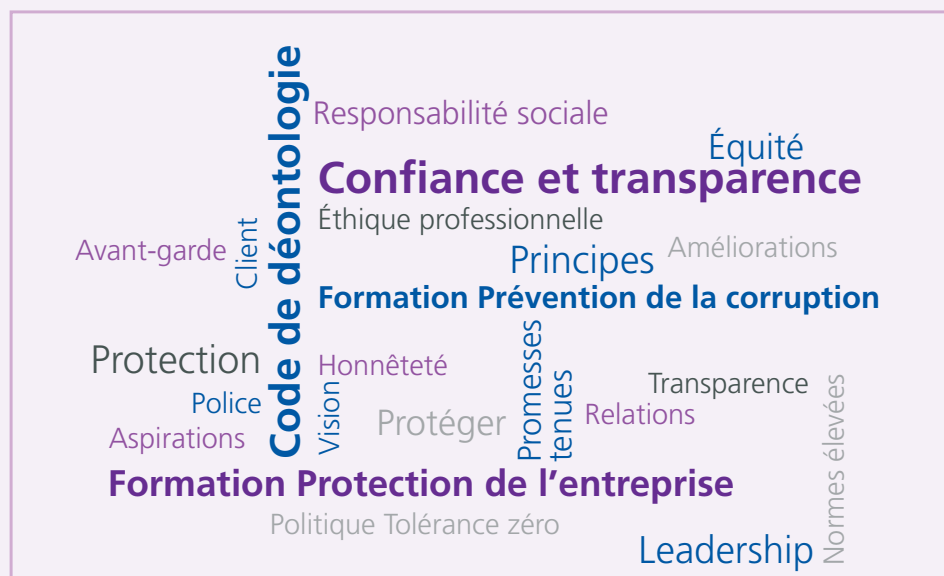 Code de déontologie
Responsabilité sociale
Équité
Confiance et transparence
Éthique professionnelle
Avant-garde
Client
Principes
Améliorations
Formation Prévention de la corruption
Protection
Honnêteté
Promesses
tenues
Transparence
Normes élevées
Police
Vision
Protéger
Relations
Aspirations
Formation Protection de l’entreprise
Politique Tolérance zéro
Leadership